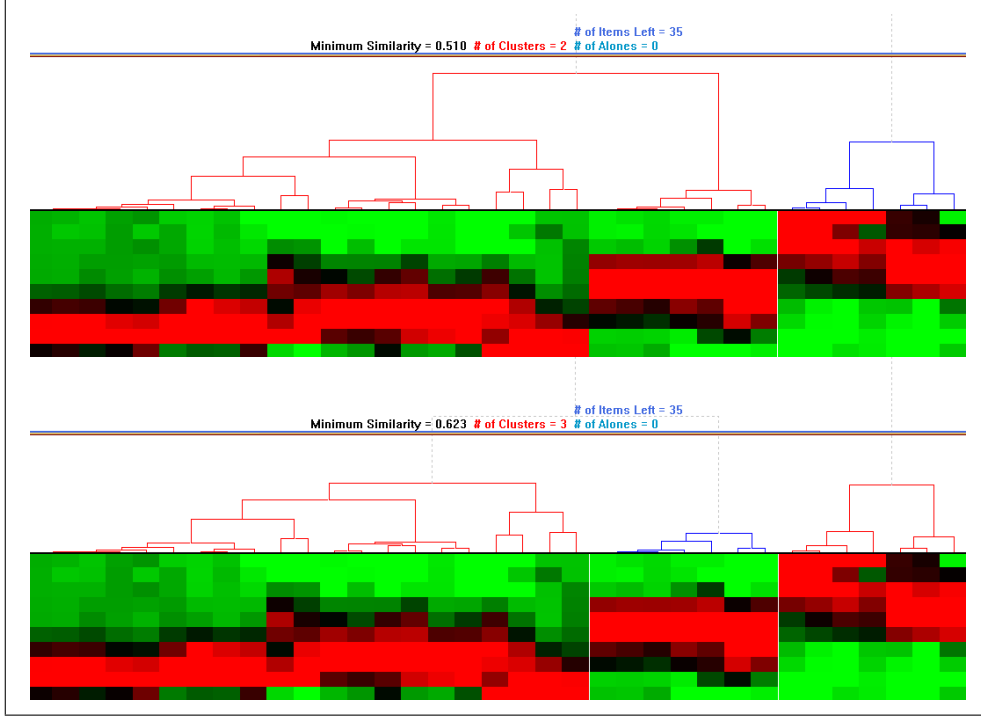 # of Items Left = 35
Minimum Similarity = 0.510 # of Clusters = 2 # of Alones = 0
# of Items Left = 35
Minimum Similarity = 0.623 # of Clusters = 3 # of Alones = 0